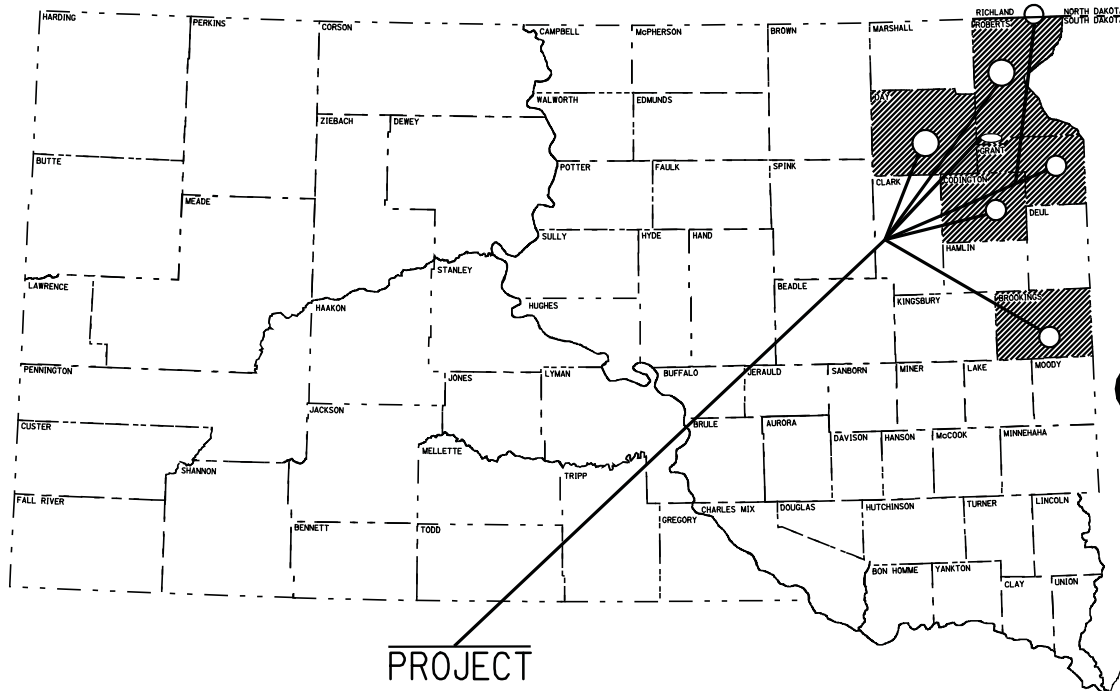 HARDING
PERKINS
CORSON
CAMPBELL
McPHERSON
BROWN
MARSHALL
RICHLAND
ROBERTS
NORTH DAKOTA
SOUTH DAKOTA
WALWORTH
EDMUNDS
DAY
ZIEBACH
DEWEY
BUTTE
POTTER
FAULK
SPINK
GRANT
CLARK
CODINGTON
MEADE
DEUL
SULLY
HYDE
HAND
HAMLIN
STANLEY
LAWRENCE
HAAKON
HUGHES
BEADLE
KINGSBURY
BROOKINGS
PENNINGTON
JONES
LYMAN
BUFFALO
JERAULD
SANBORN
MINER
LAKE
MOODY
CUSTER
JACKSON
BRULE
AURORA
DAVISON
HANSON
McCOOK
MINNEHAHA
SHANNON
MELLETTE
TRIPP
FALL RIVER
BENNETT
TODD
GREGORY
CHARLES MIX
DOUGLAS
HUTCHINSON
TURNER
LINCOLN
BON HOMME
YANKTON
CLAY
UNION
PROJECT